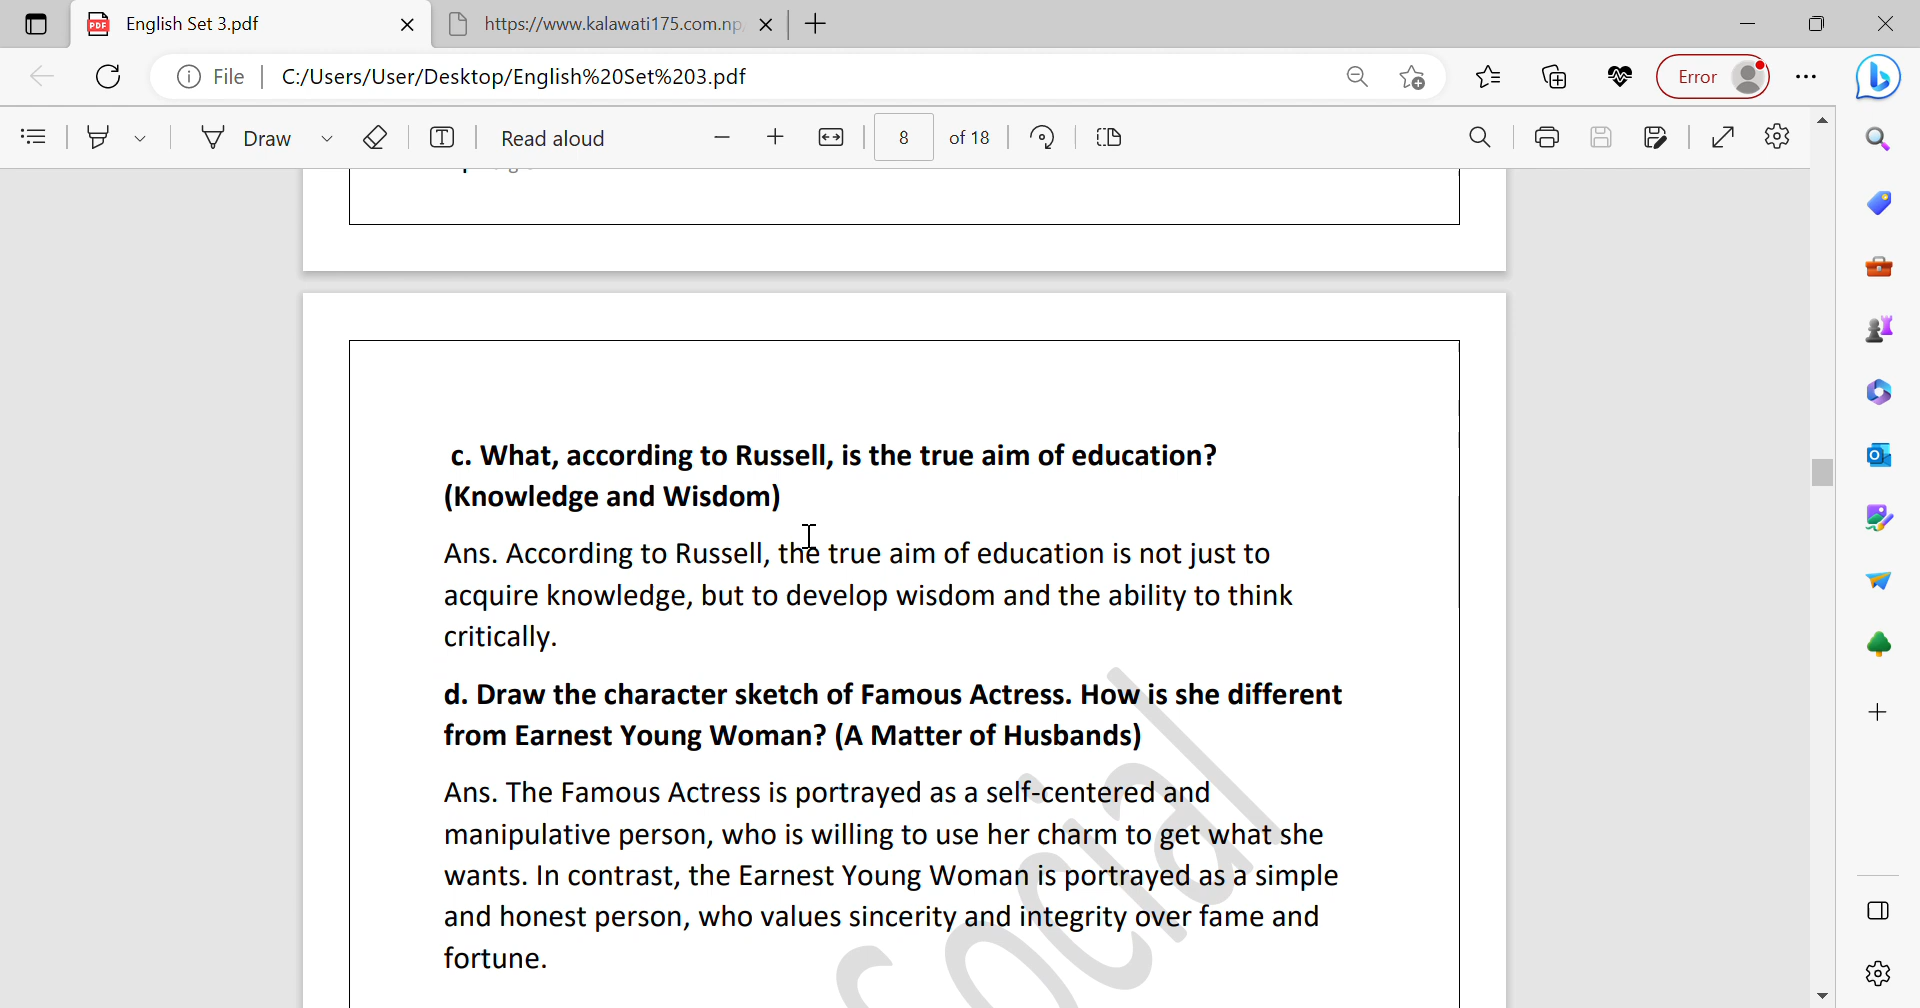 English Set 3.pdf
https://www.kalawati175.com.np
File
C:/Users/User/Desktop/English%20Set%203.pdf
Error
Draw
Read aloud
8
of 18
c. What, according to Russell, is the true aim of education?
(Knowledge and Wisdom)
Ans. According to Russell, the true aim of education is not just to
acquire knowledge, but to develop wisdom and the ability to think
critically.
d. Draw the character sketch of Famous Actress. How is she different
from Earnest Young Woman? (A Matter of Husbands)
Ans. The Famous Actress is portrayed as a self-centered and
manipulative person, who is willing to use her charm to get what she
wants. In contrast, the Earnest Young Woman is portrayed as a simple
and honest person, who values sincerity and integrity over fame and
fortune.
Social